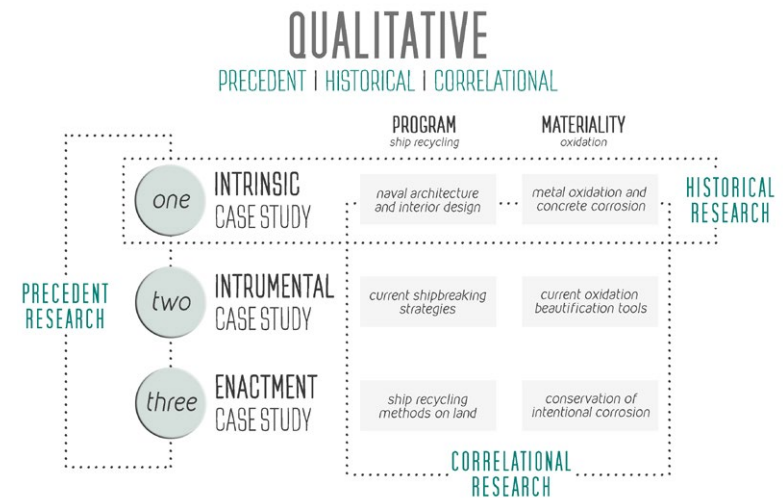 QUALITATIVE
PRECEDENT | HISTORICAL | CORRELATIONAL
PROGRAM
ship recycling
MATERIALITY
oxidation
one
INTRINSIC
CASE STUDY
naval architecture
and interior design
metal oxidation and
concrete corrosion
HISTORICAL
RESEARCH
PRECEDENT
RESEARCH
two
INTRUMENTAL
CASE STUDY
current shipbreaking
strategies
current oxidation
beautification tools
three
ENACTMENT
CASE STUDY
ship recycling
methods on land
conservation of
intentional corrosion
CORRELATIONAL
RESEARCH